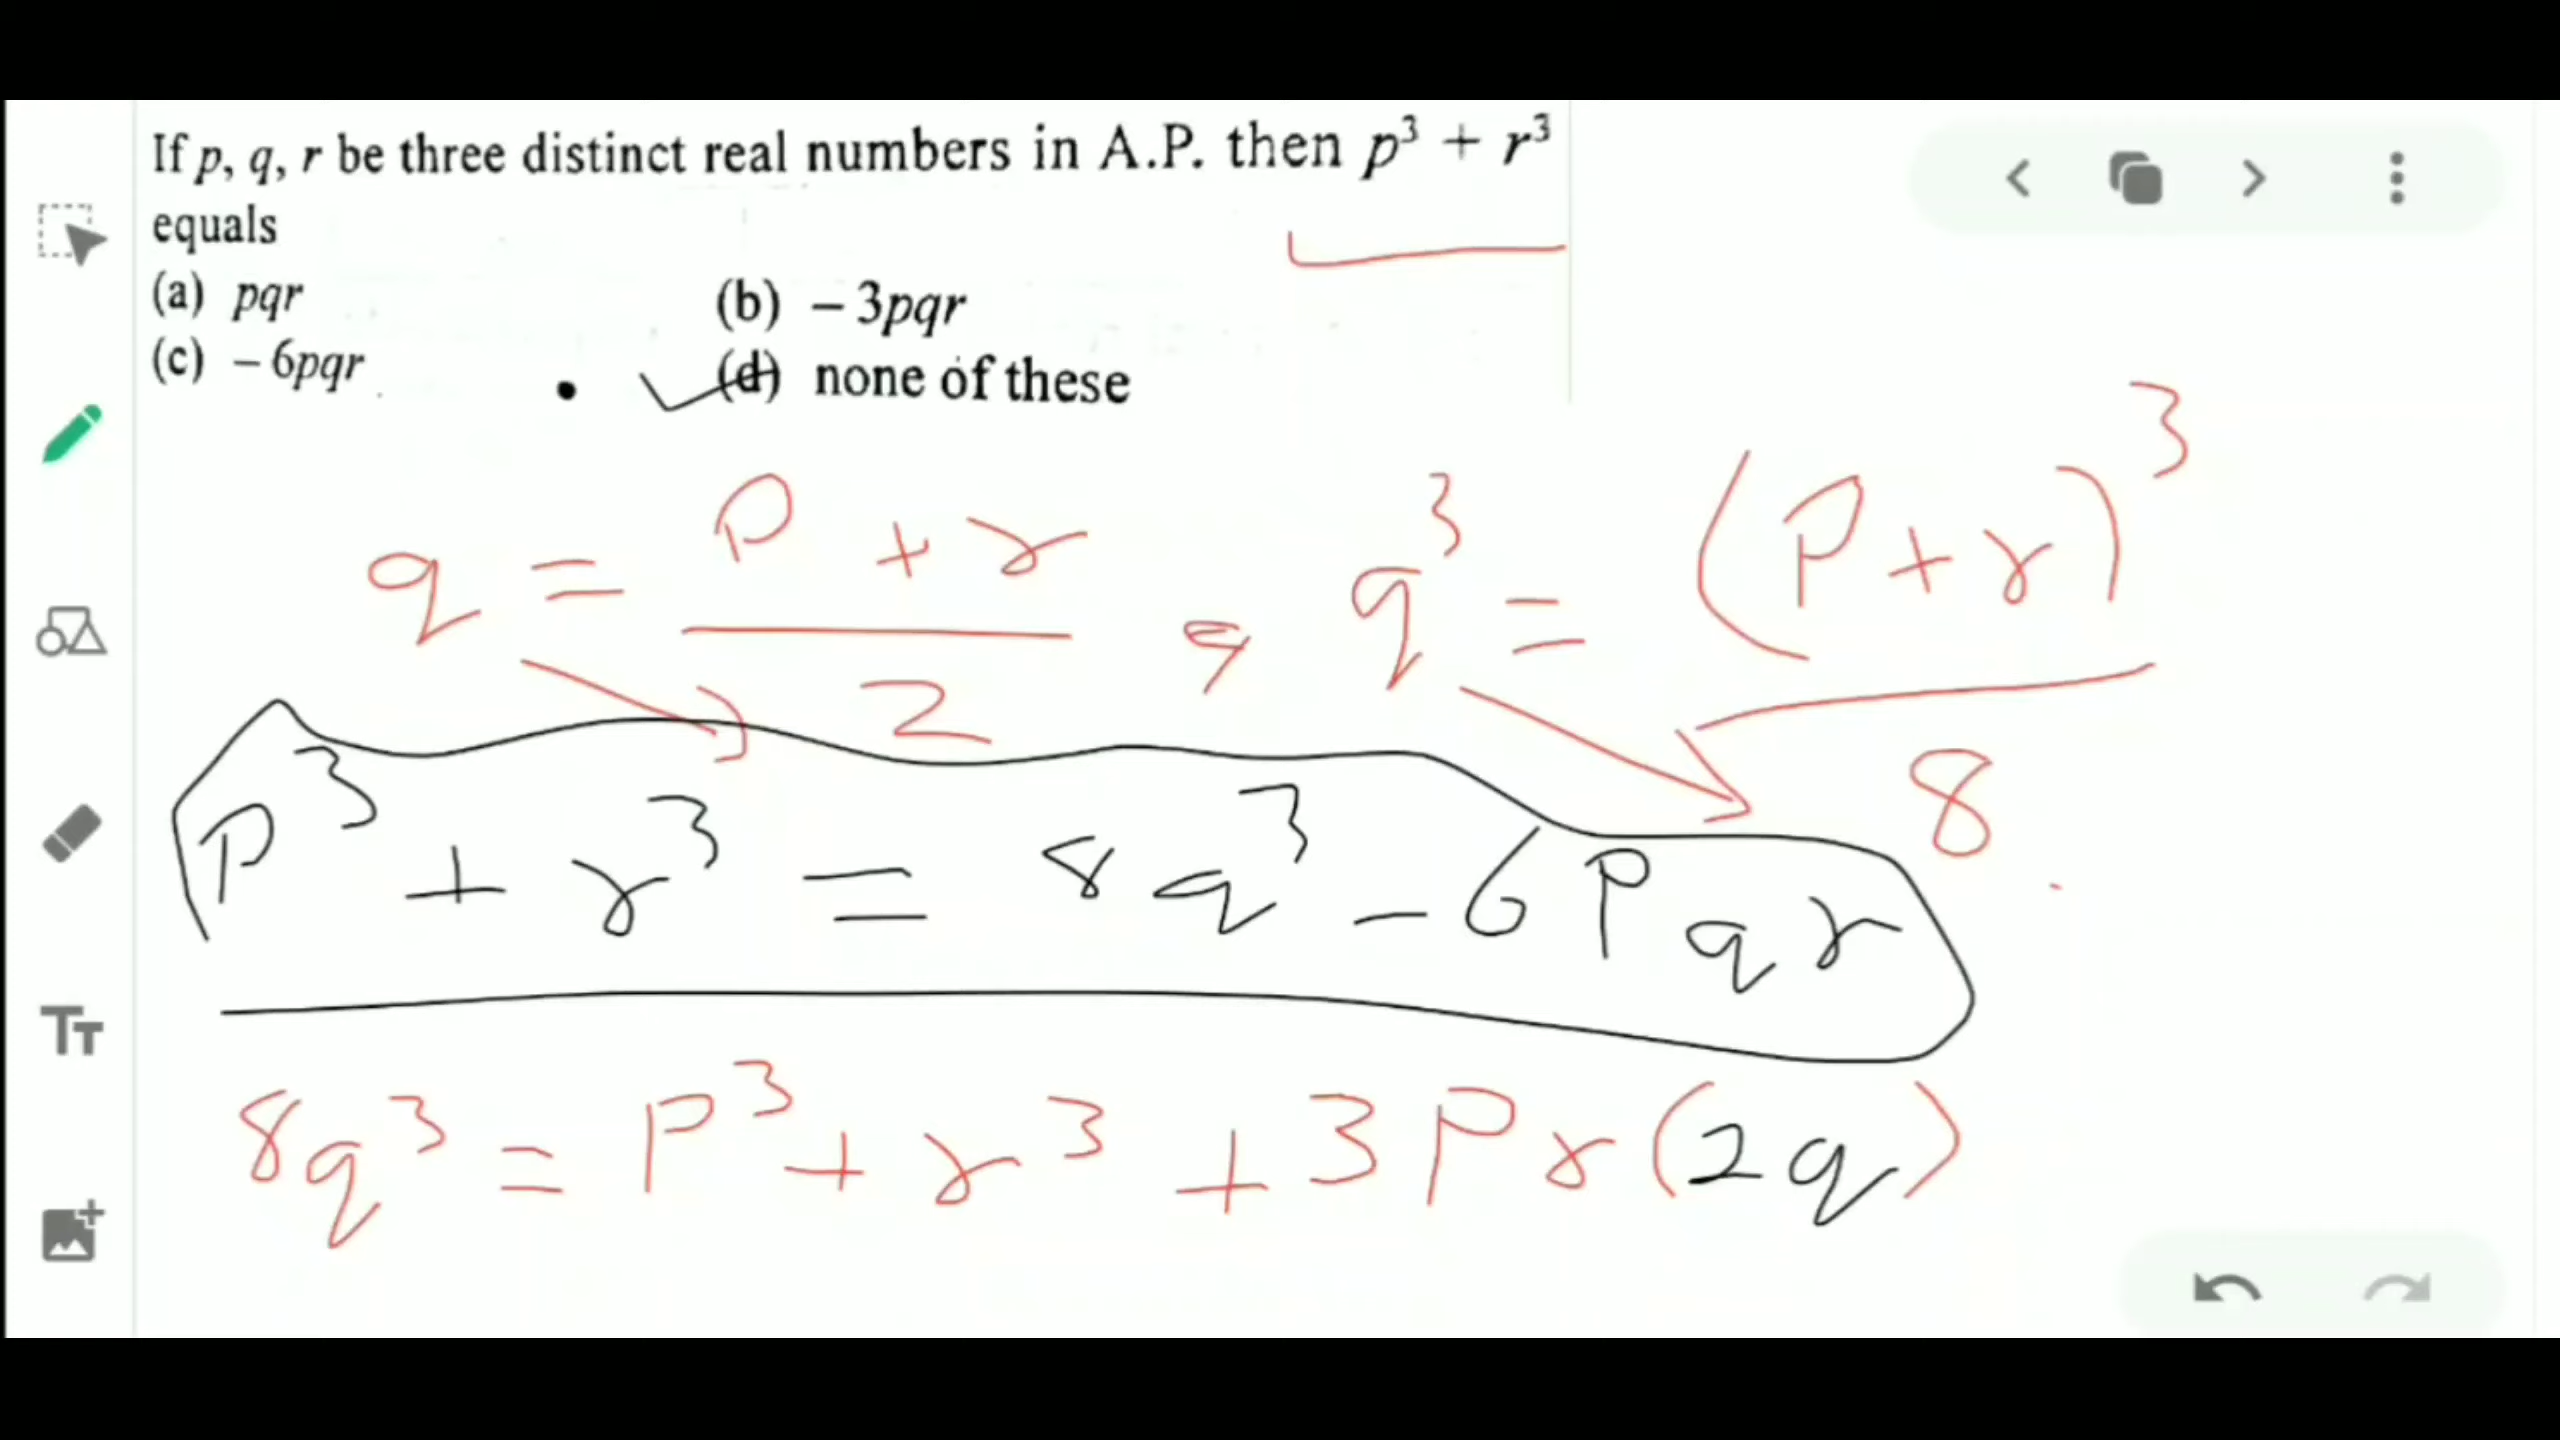 If p, q, r be three distinct real numbers in A.P. then p³ + r³
equals
(a) pqr (b) – 3pqr
(c) – 6pqr (d) none of these
q = (p + r)/2 , q³ = (p + r)³/8
p³ + r³ = 8q³ – 6pqr
8q³ = p³ + r³ + 3pr(2q)
TT